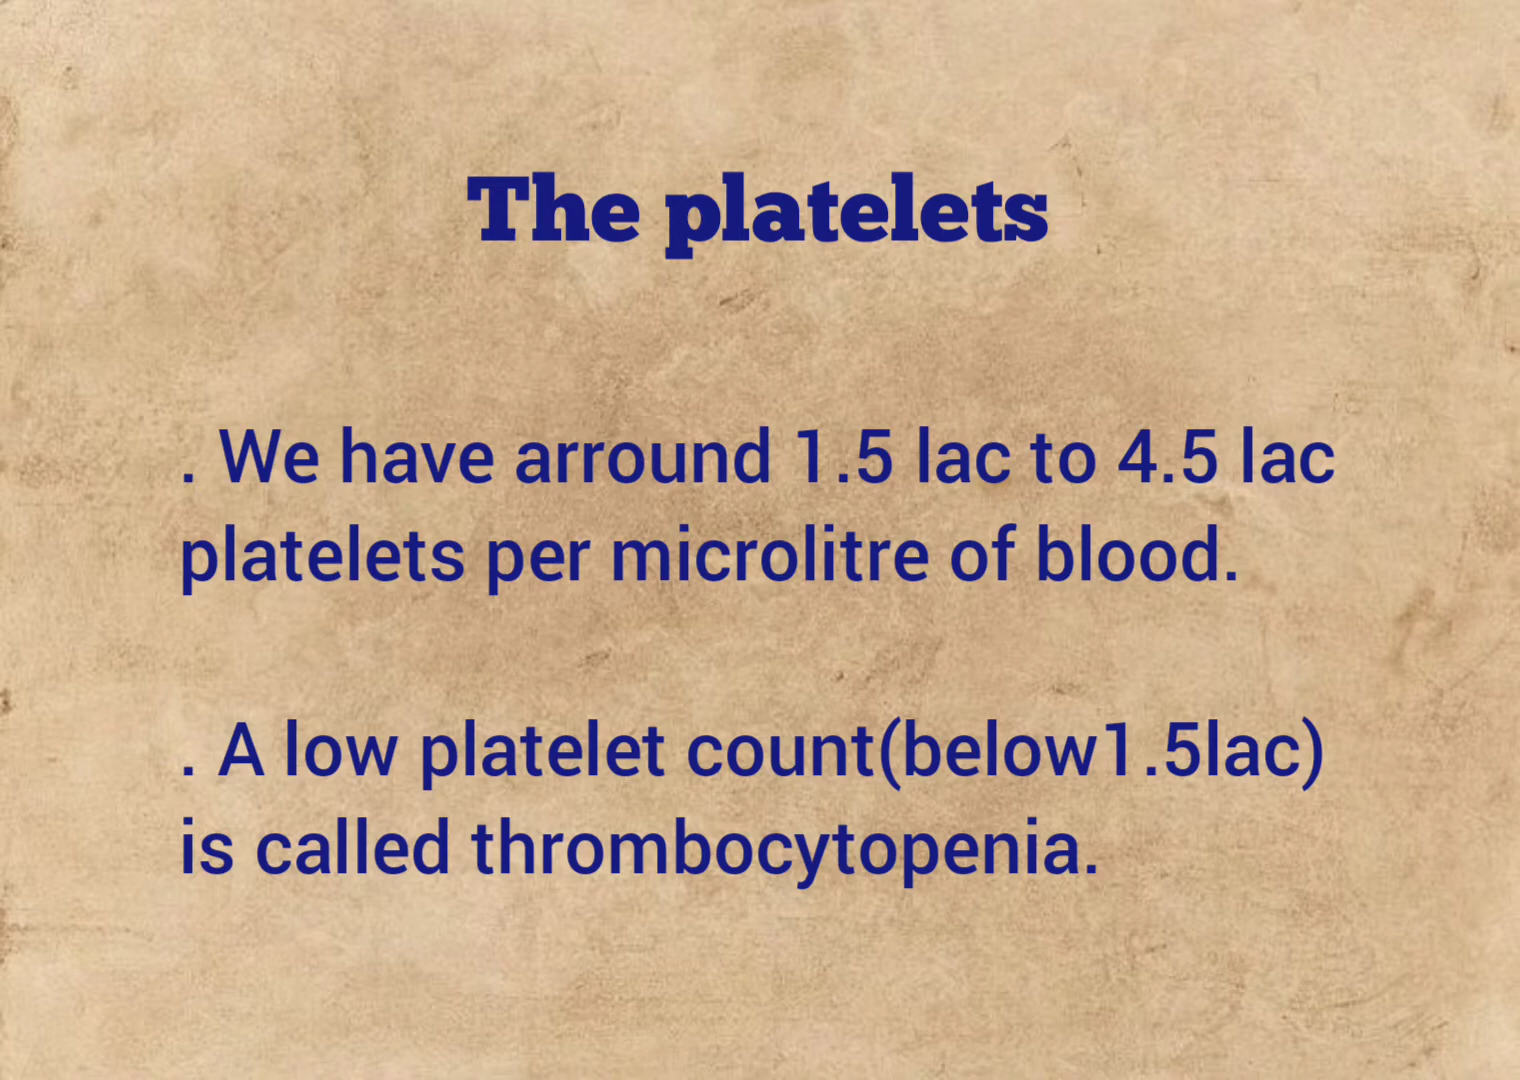 The platelets
. We have arround 1.5 lac to 4.5 lac
platelets per microlitre of blood.
. A low platelet count(below1.5lac)
is called thrombocytopenia.